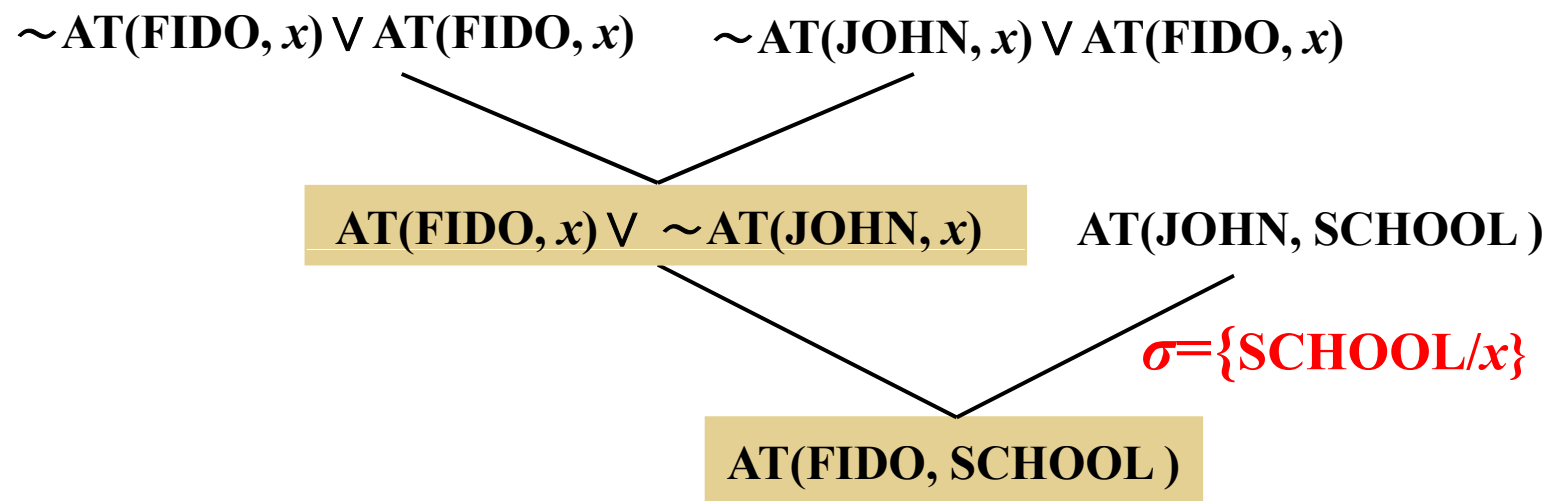 ～AT(FIDO, x)∨AT(FIDO, x) ～AT(JOHN, x)∨AT(FIDO, x)
AT(FIDO, x)∨ ～AT(JOHN, x) AT(JOHN, SCHOOL )
σ={SCHOOL/x}
AT(FIDO, SCHOOL )